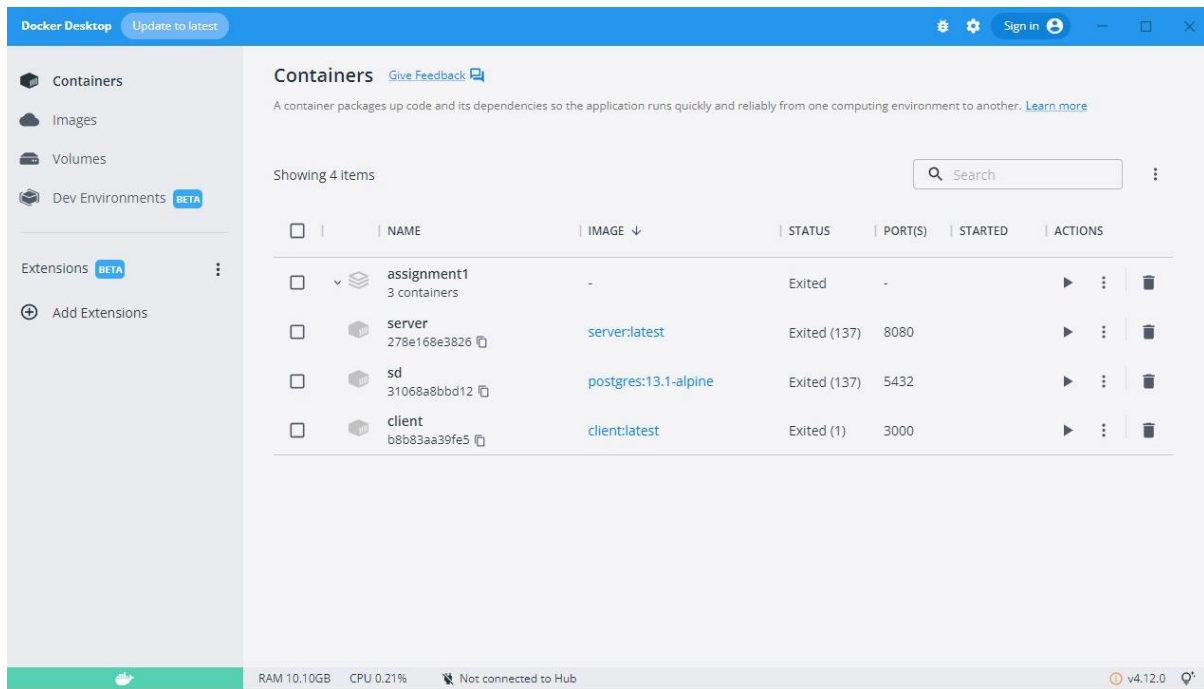 Docker Desktop Update to latest Sign in
Containers
Images
Volumes
Dev Environments BETA
Extensions BETA
Add Extensions
Containers Give Feedback
A container packages up code and its dependencies so the application runs quickly and reliably from one computing environment to another. Learn more
Showing 4 items
Search
NAME IMAGE STATUS PORT(S) STARTED ACTIONS
assignment1 - Exited -
3 containers
server server:latest Exited (137) 8080
278e168e3826
sd postgres:13.1-alpine Exited (137) 5432
31068a8bbd12
client client:latest Exited (1) 3000
b8b83aa39fe5
RAM 10.10GB CPU 0.21% Not connected to Hub v4.12.0